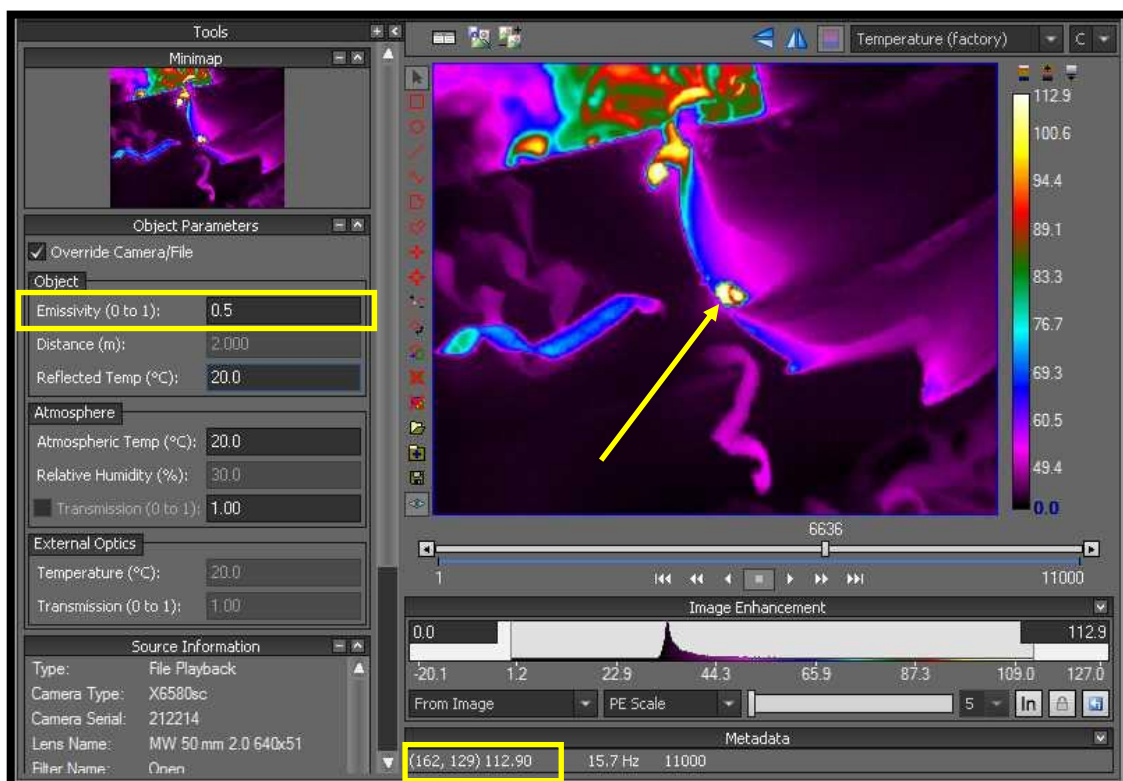 Tools
Minimap
Object Parameters
Override Camera/File
Object
Emissivity (0 to 1): 0.5
Distance (m): 2.000
Reflected Temp (°C): 20.0
Atmosphere
Atmospheric Temp (°C): 20.0
Relative Humidity (%): 30.0
Transmission (0 to 1): 1.00
External Optics
Temperature (°C): 20.0
Transmission (0 to 1): 1.00
Source Information
Type: File Playback
Camera Type: X6580sc
Camera Serial: 212214
Lens Name: MW 50 mm 2.0 640x51
Filter Name: Open
Temperature (factory) C
112.9
100.6
94.4
89.1
83.3
76.7
69.3
60.5
49.4
0.0
6636
1 11000
Image Enhancement
0.0 112.9
-20.1 1.2 22.9 44.3 65.9 87.3 109.0 127.0
From Image PE Scale 5 In
Metadata
(162, 129) 112.90 15.7 Hz 11000